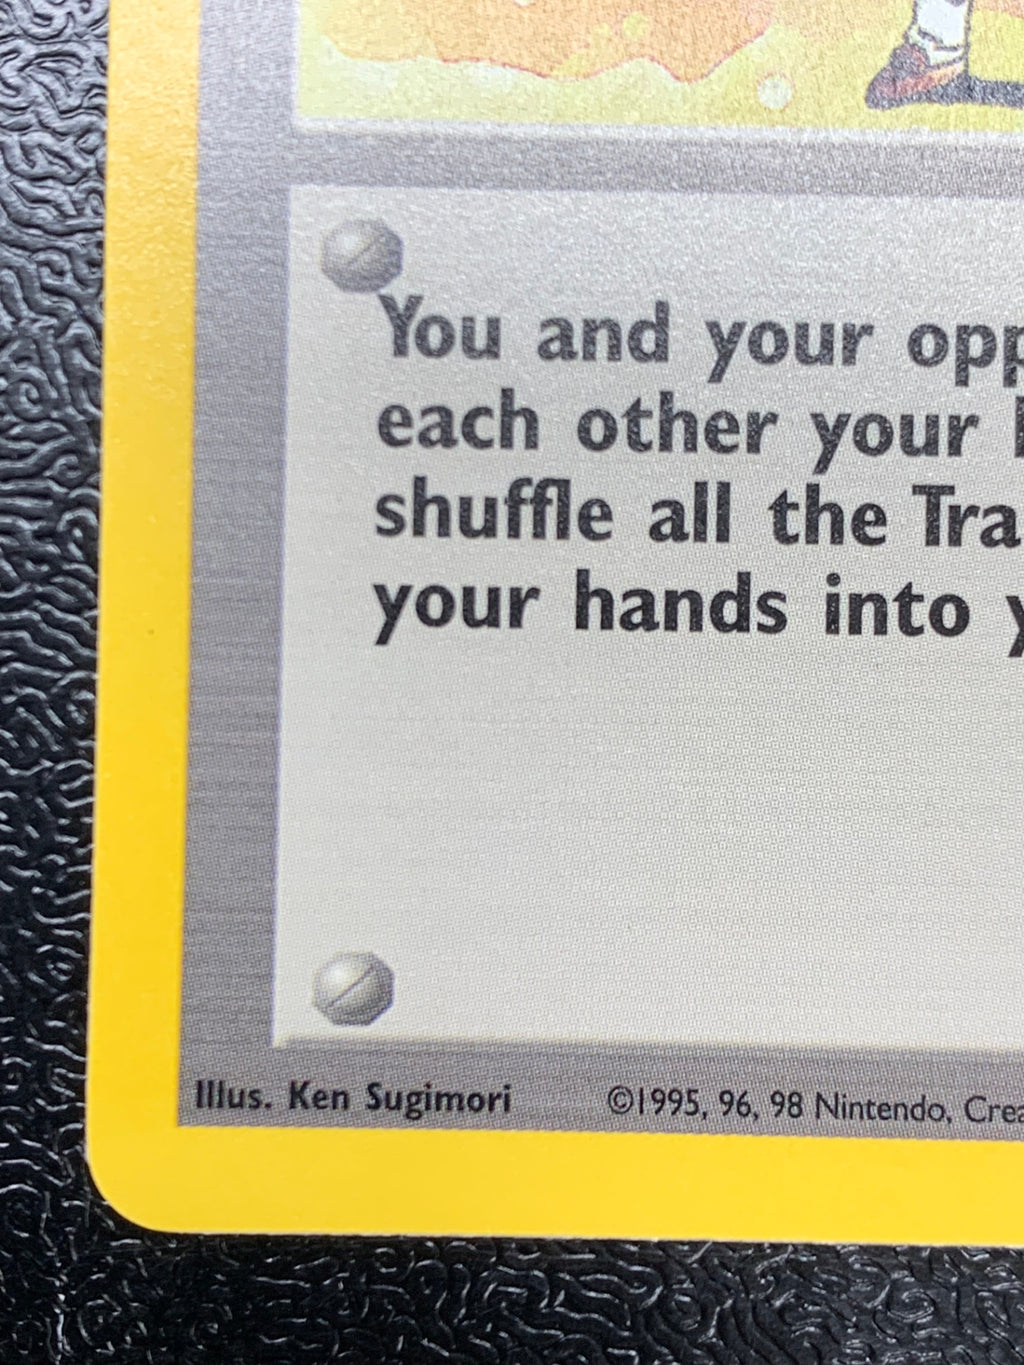 You and your opp
each other your
shuffle all the Tra
your hands into y
Illus. Ken Sugimori ©1995, 96, 98 Nintendo, Crea